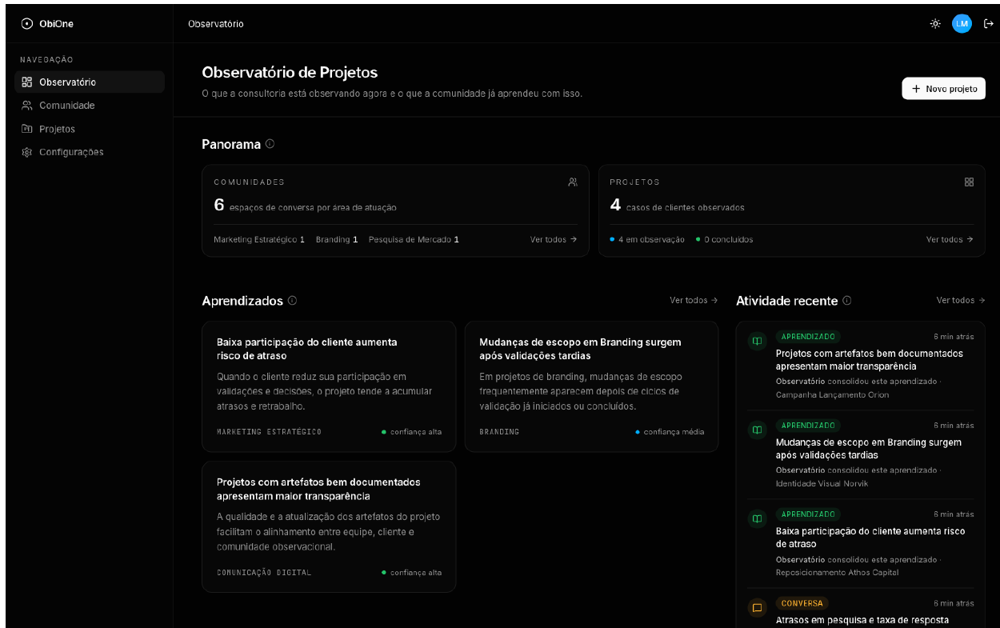 ObiOne
Observatório
LM
NAVEGAÇÃO
Observatório
Comunidade
Projetos
Configurações
Observatório de Projetos
O que a consultoria está observando agora e o que a comunidade já aprendeu com isso.
+ Novo projeto
Panorama
COMUNIDADES
6 espaços de conversa por área de atuação
Marketing Estratégico 1 Branding 1 Pesquisa de Mercado 1 Ver todos →
PROJETOS
4 casos de clientes observados
4 em observação 0 concluídos Ver todos →
Aprendizados
Ver todos →
Baixa participação do cliente aumenta
risco de atraso
Quando o cliente reduz sua participação em
validações e decisões, o projeto tende a acumular
atrasos e retrabalho.
MARKETING ESTRATÉGICO confiança alta
Mudanças de escopo em Branding surgem
após validações tardias
Em projetos de branding, mudanças de escopo
frequentemente aparecem depois de ciclos de
validação já iniciados ou concluídos.
BRANDING confiança média
Projetos com artefatos bem documentados
apresentam maior transparência
A qualidade e a atualização dos artefatos do projeto
facilitam o alinhamento entre equipe, cliente e
comunidade observacional.
COMUNICAÇÃO DIGITAL confiança alta
Atividade recente
Ver todos →
APRENDIZADO 6 min atrás
Projetos com artefatos bem documentados
apresentam maior transparência
Observatório consolidou este aprendizado ·
Campanha Lançamento Orion
APRENDIZADO 6 min atrás
Mudanças de escopo em Branding surgem
após validações tardias
Observatório consolidou este aprendizado ·
Identidade Visual Norvik
APRENDIZADO 6 min atrás
Baixa participação do cliente aumenta risco
de atraso
Observatório consolidou este aprendizado ·
Reposicionamento Athos Capital
CONVERSA 6 min atrás
Atrasos em pesquisa e taxa de resposta